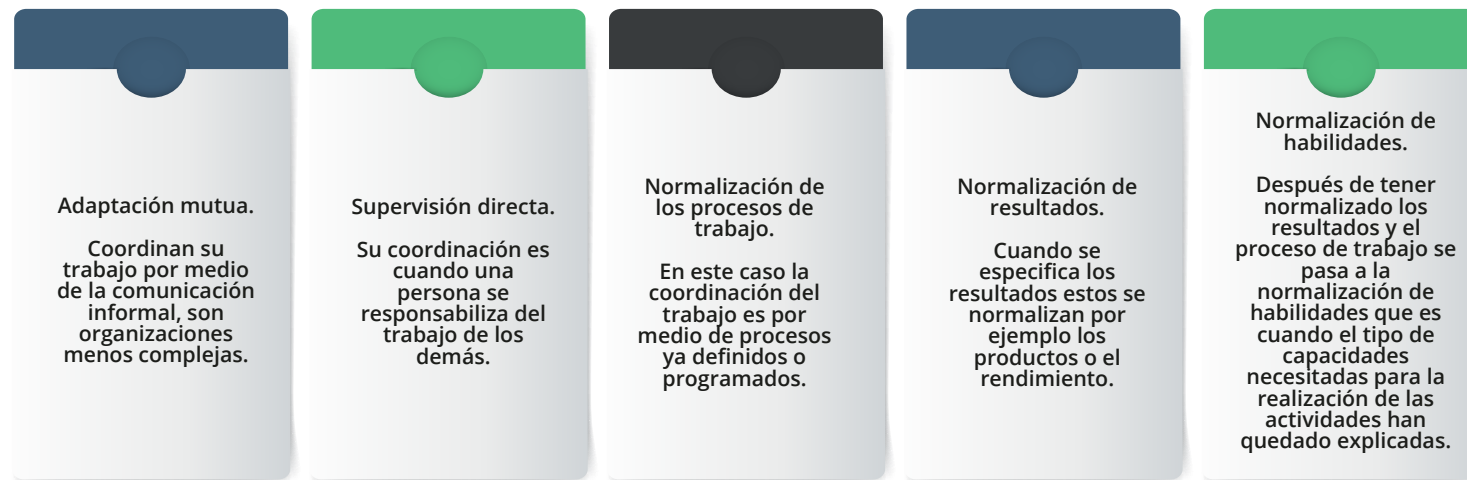 Adaptación mutua.
Coordinan su
trabajo por medio
de la comunicación
informal, son
organizaciones
menos complejas.
Supervisión directa.
Su coordinación es
cuando una
persona se
responsabiliza del
trabajo de los
demás.
Normalización de
los procesos de
trabajo.
En este caso la
coordinación del
trabajo es por
medio de procesos
ya definidos o
programados.
Normalización de
resultados.
Cuando se
especifica los
resultados estos se
normalizan por
ejemplo los
productos o el
rendimiento.
Normalización de
habilidades.
Después de tener
normalizado los
resultados y el
proceso de trabajo se
pasa a la
normalización de
habilidades que es
cuando el tipo de
capacidades
necesitadas para la
realización de las
actividades han
quedado explicadas.